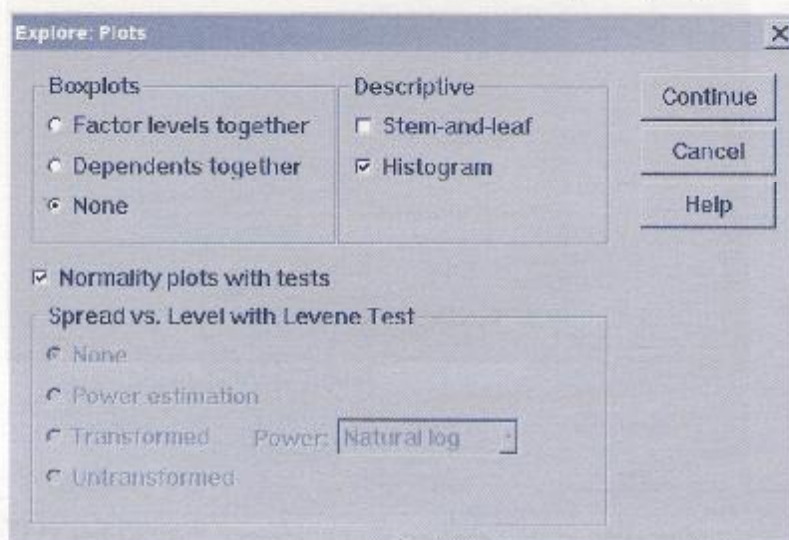 Explore: Plots
Boxplots
Factor levels together
Dependents together
None
Descriptive
Stem-and-leaf
Histogram
Continue
Cancel
Help
Normality plots with tests
Spread vs. Level with Levene Test
None
Power estimation
Transformed Power: Natural log
Untransformed